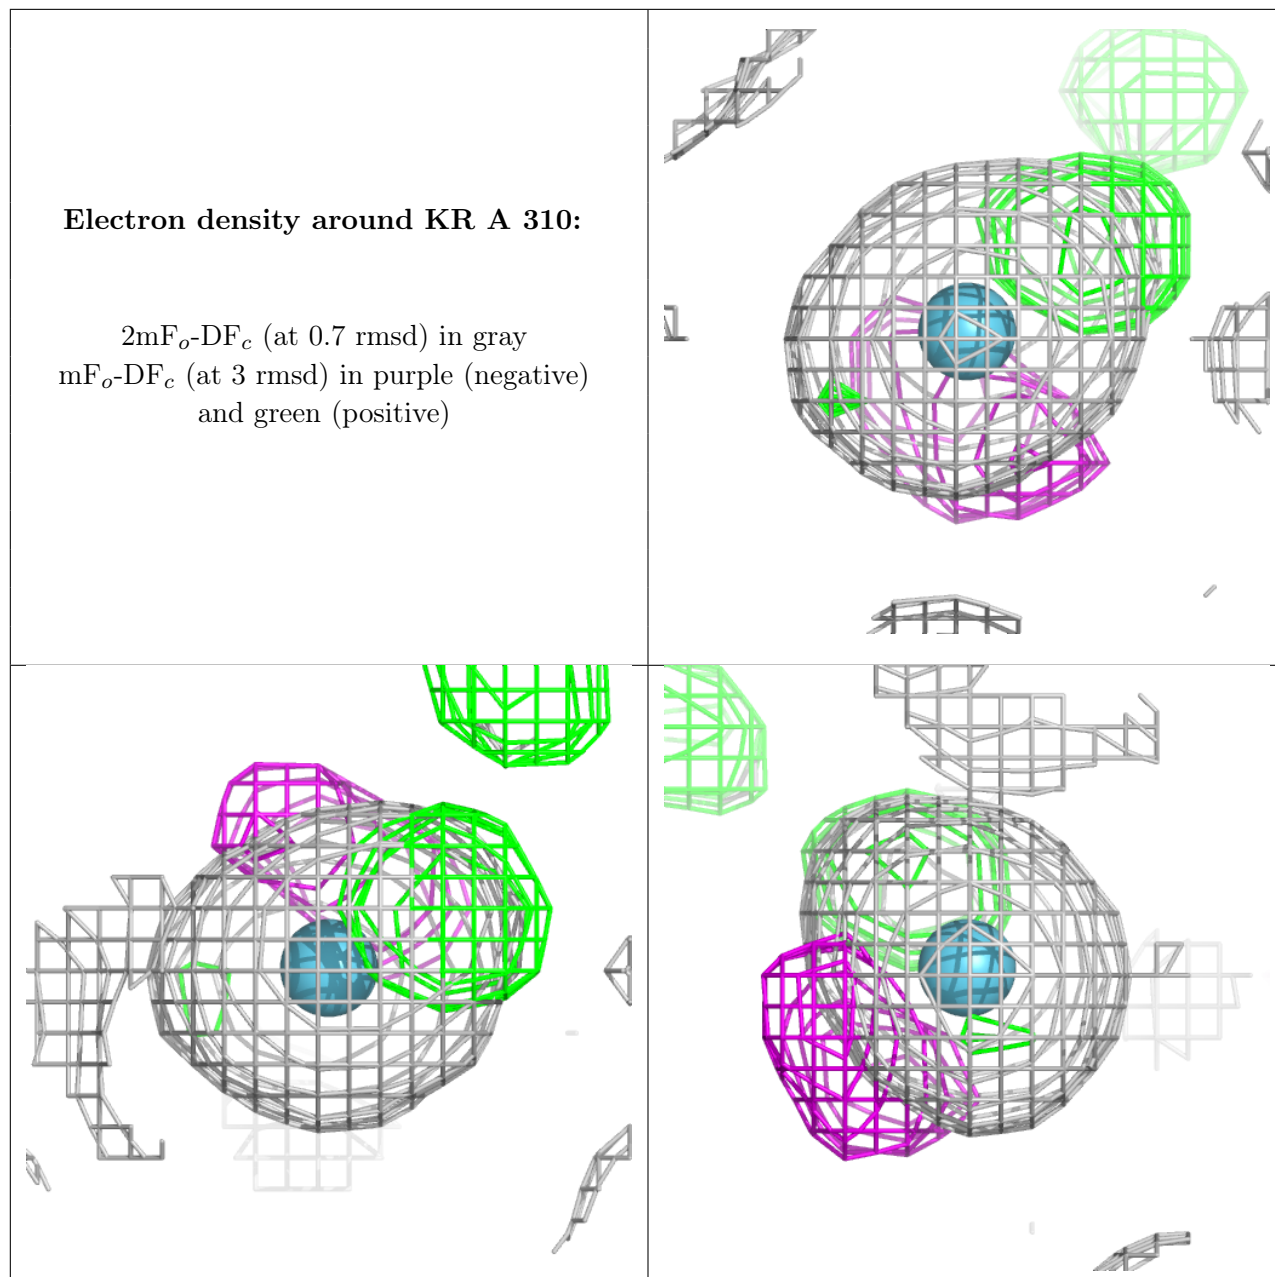 Electron density around KR A 310:
2mFo-DFc (at 0.7 rmsd) in gray
mFo-DFc (at 3 rmsd) in purple (negative)
and green (positive)